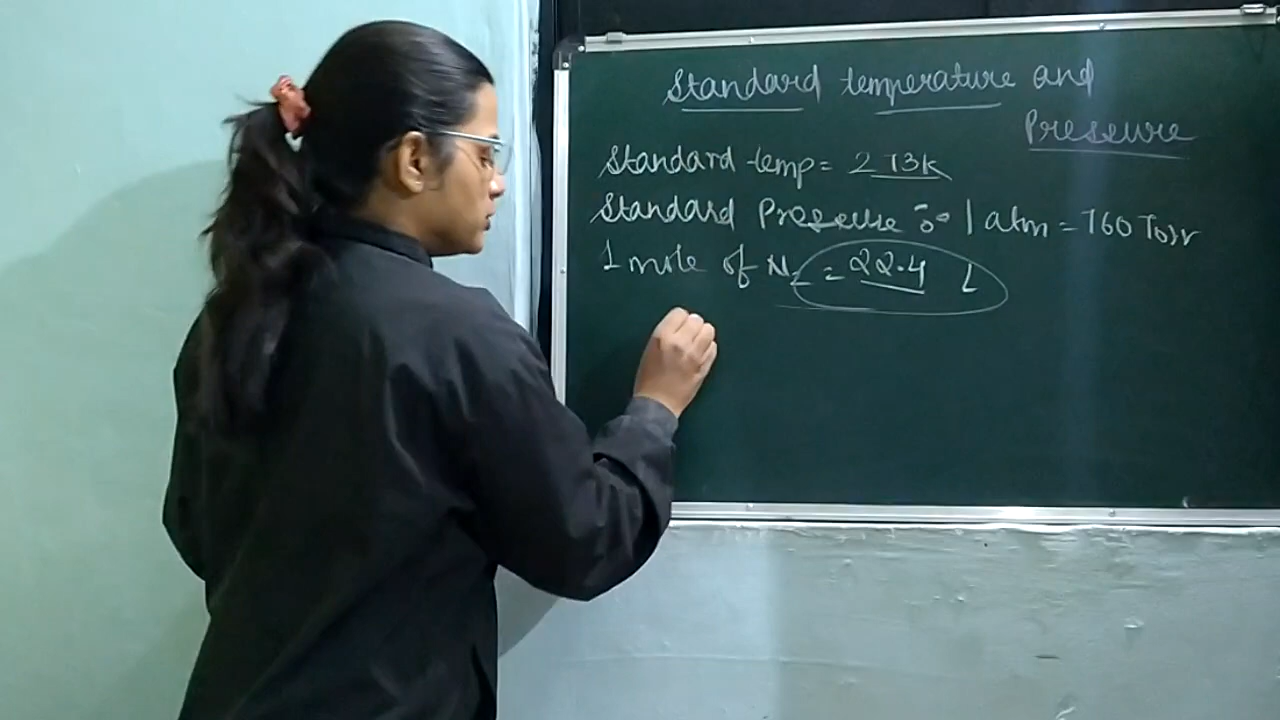 Standard temperature and
Pressure
Standard temp = 273K
Standard Pressure : 1 atm = 760 Torr
1 mole of N2 = 22.4 L